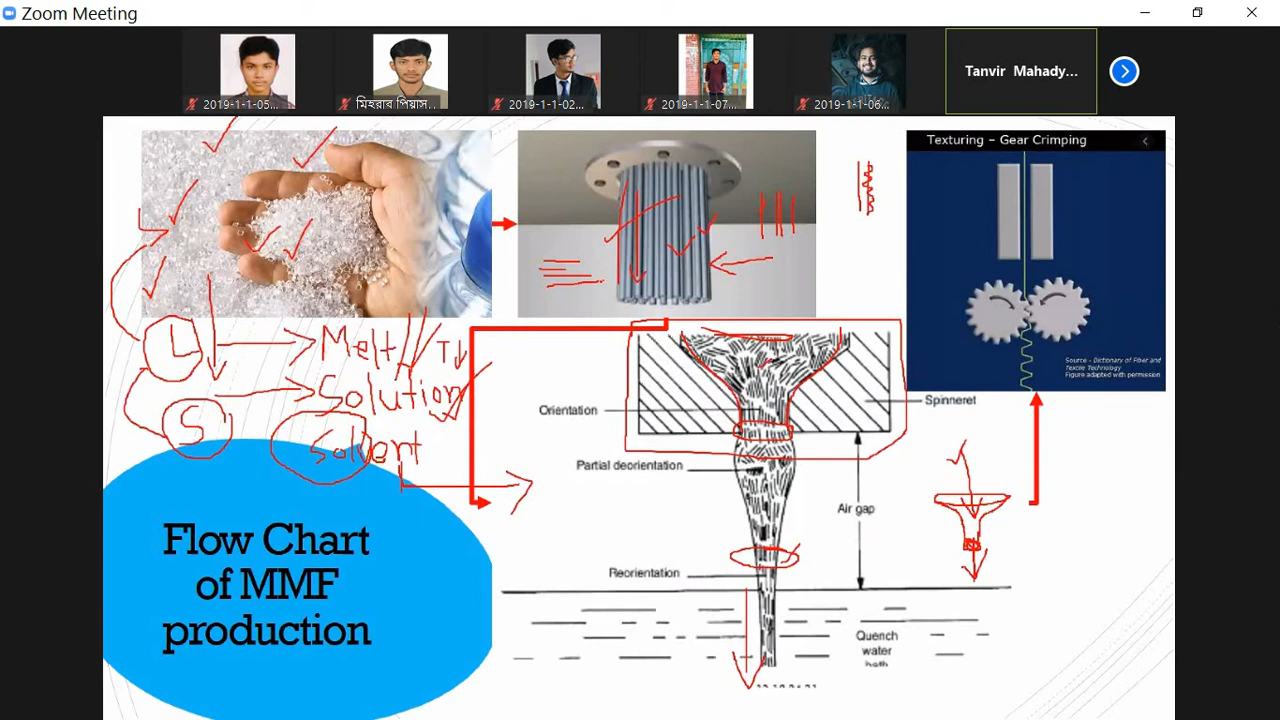 Zoom Meeting
2019-1-1-05...
মিহরাব পিয়াস...
2019-1-1-02...
2019-1-1-07...
2019-1-1-06...
Tanvir Mahady...
Texturing – Gear Crimping
Source - Dictionary of Fiber and
Textile Technology
Figure adapted with permission
L
Melt
T↓
Solution
S
Solvent
Orientation
Spinneret
Partial deorientation
Air gap
Reorientation
Quench
water
Flow Chart
of MMF
production